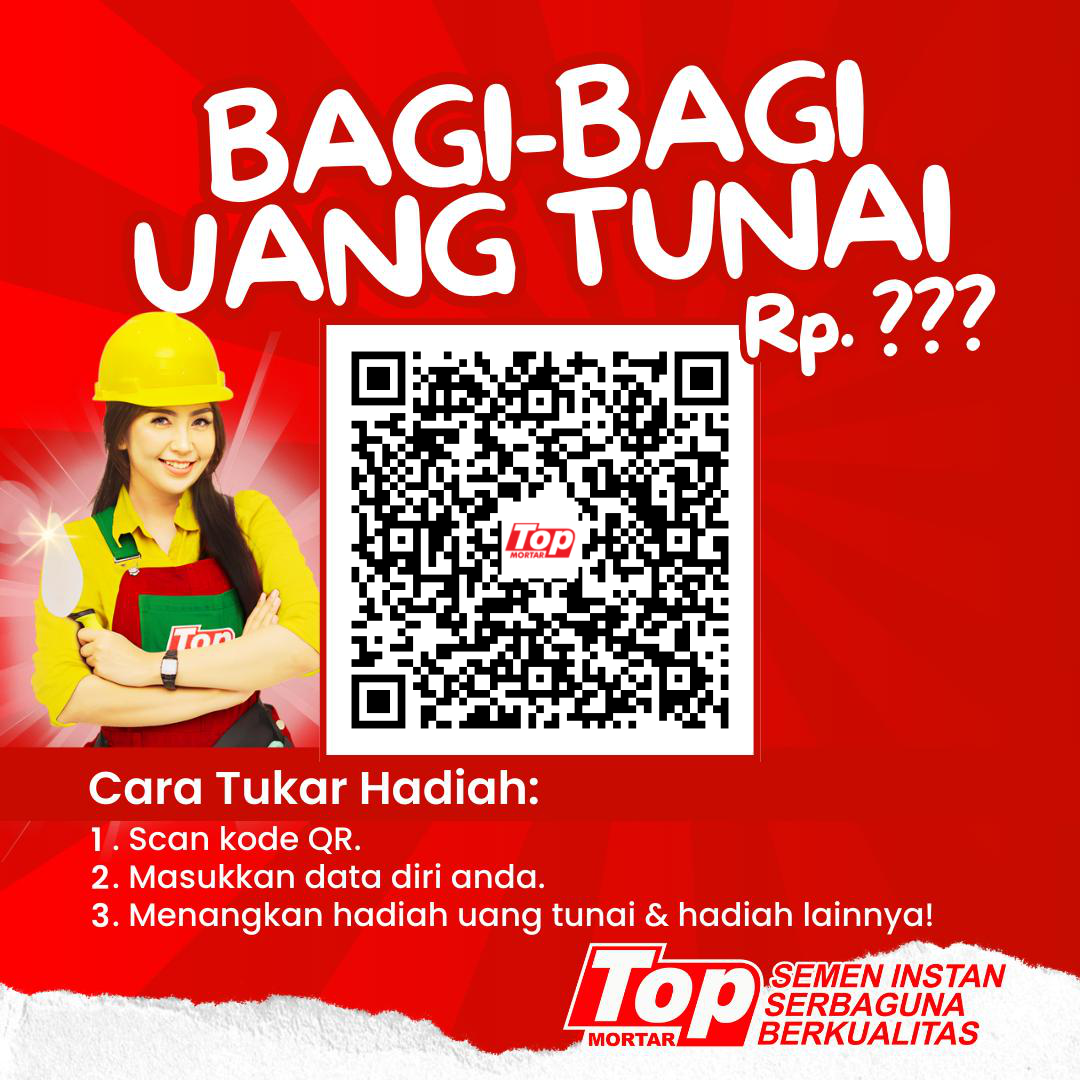 BAGI-BAGI
UANG TUNAI
Rp. ???
Top
MORTAR
Top
Cara Tukar Hadiah:
1. Scan kode QR.
2. Masukkan data diri anda.
3. Menangkan hadiah uang tunai & hadiah lainnya!
Top
MORTAR
SEMEN INSTAN
SERBAGUNA
BERKUALITAS